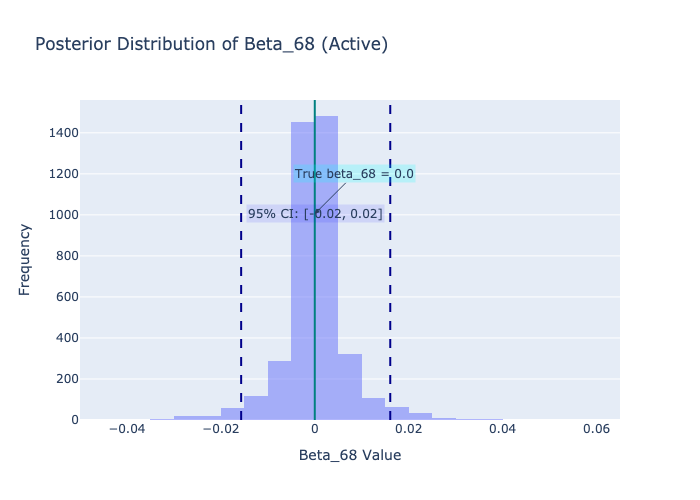 Posterior Distribution of Beta_68 (Active)
1400
1200
1000
800
600
400
200
0
Frequency
True beta_68 = 0.0
95% CI: [-0.02, 0.02]
−0.04
−0.02
0
0.02
0.04
0.06
Beta_68 Value